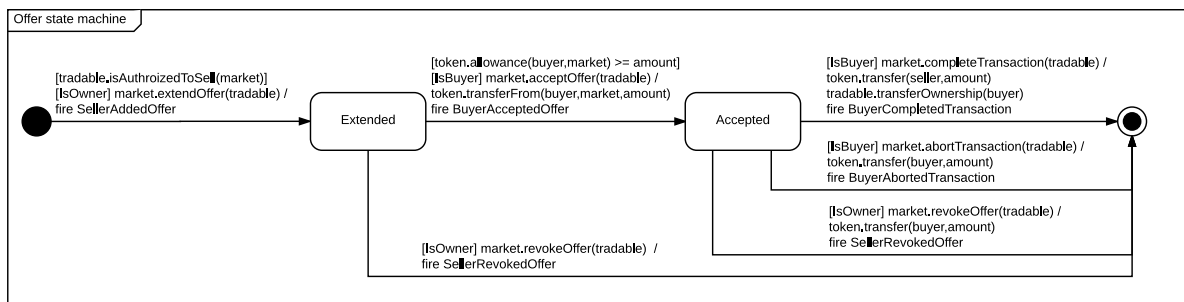 Offer state machine
[tradable.isAuthroizedToSell(market)]
[IsOwner] market.extendOffer(tradable) /
fire SellerAddedOffer
Extended
[token.allowance(buyer,market) >= amount]
[IsBuyer] market.acceptOffer(tradable) /
token.transferFrom(buyer,market,amount)
fire BuyerAcceptedOffer
Accepted
[IsBuyer] market.completeTransaction(tradable) /
token.transfer(seller,amount)
tradable.transferOwnership(buyer)
fire BuyerCompletedTransaction
[IsBuyer] market.abortTransaction(tradable) /
token.transfer(buyer,amount)
fire BuyerAbortedTransaction
[IsOwner] market.revokeOffer(tradable) /
token.transfer(buyer,amount)
fire SellerRevokedOffer
[IsOwner] market.revokeOffer(tradable) /
fire SellerRevokedOffer